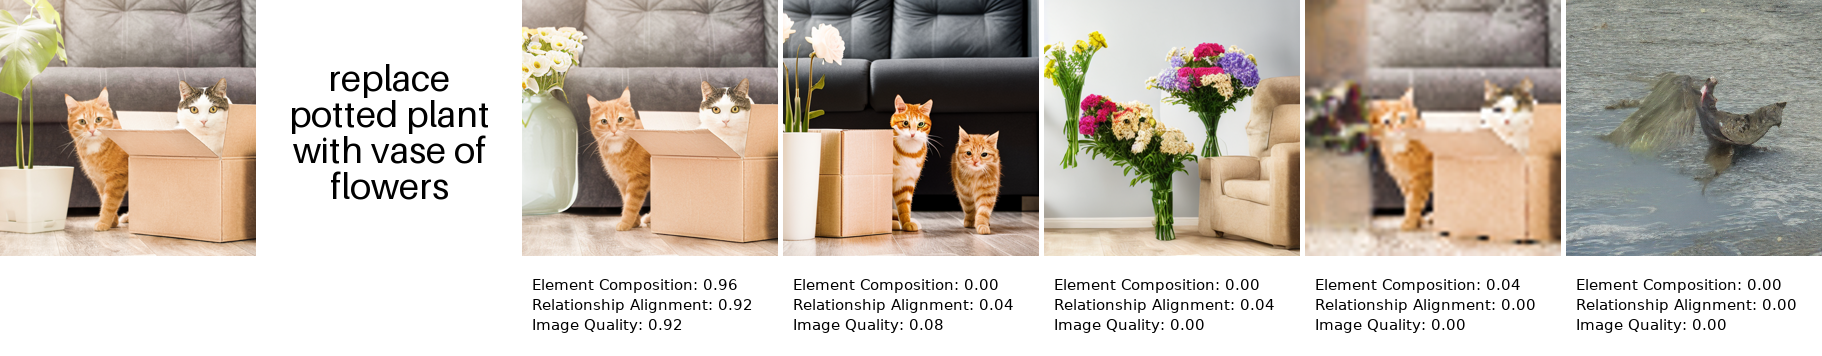 replace
potted plant
with vase of
flowers
Element Composition: 0.96
Relationship Alignment: 0.92
Image Quality: 0.92
Element Composition: 0.00
Relationship Alignment: 0.04
Image Quality: 0.08
Element Composition: 0.00
Relationship Alignment: 0.04
Image Quality: 0.00
Element Composition: 0.04
Relationship Alignment: 0.00
Image Quality: 0.00
Element Composition: 0.00
Relationship Alignment: 0.00
Image Quality: 0.00